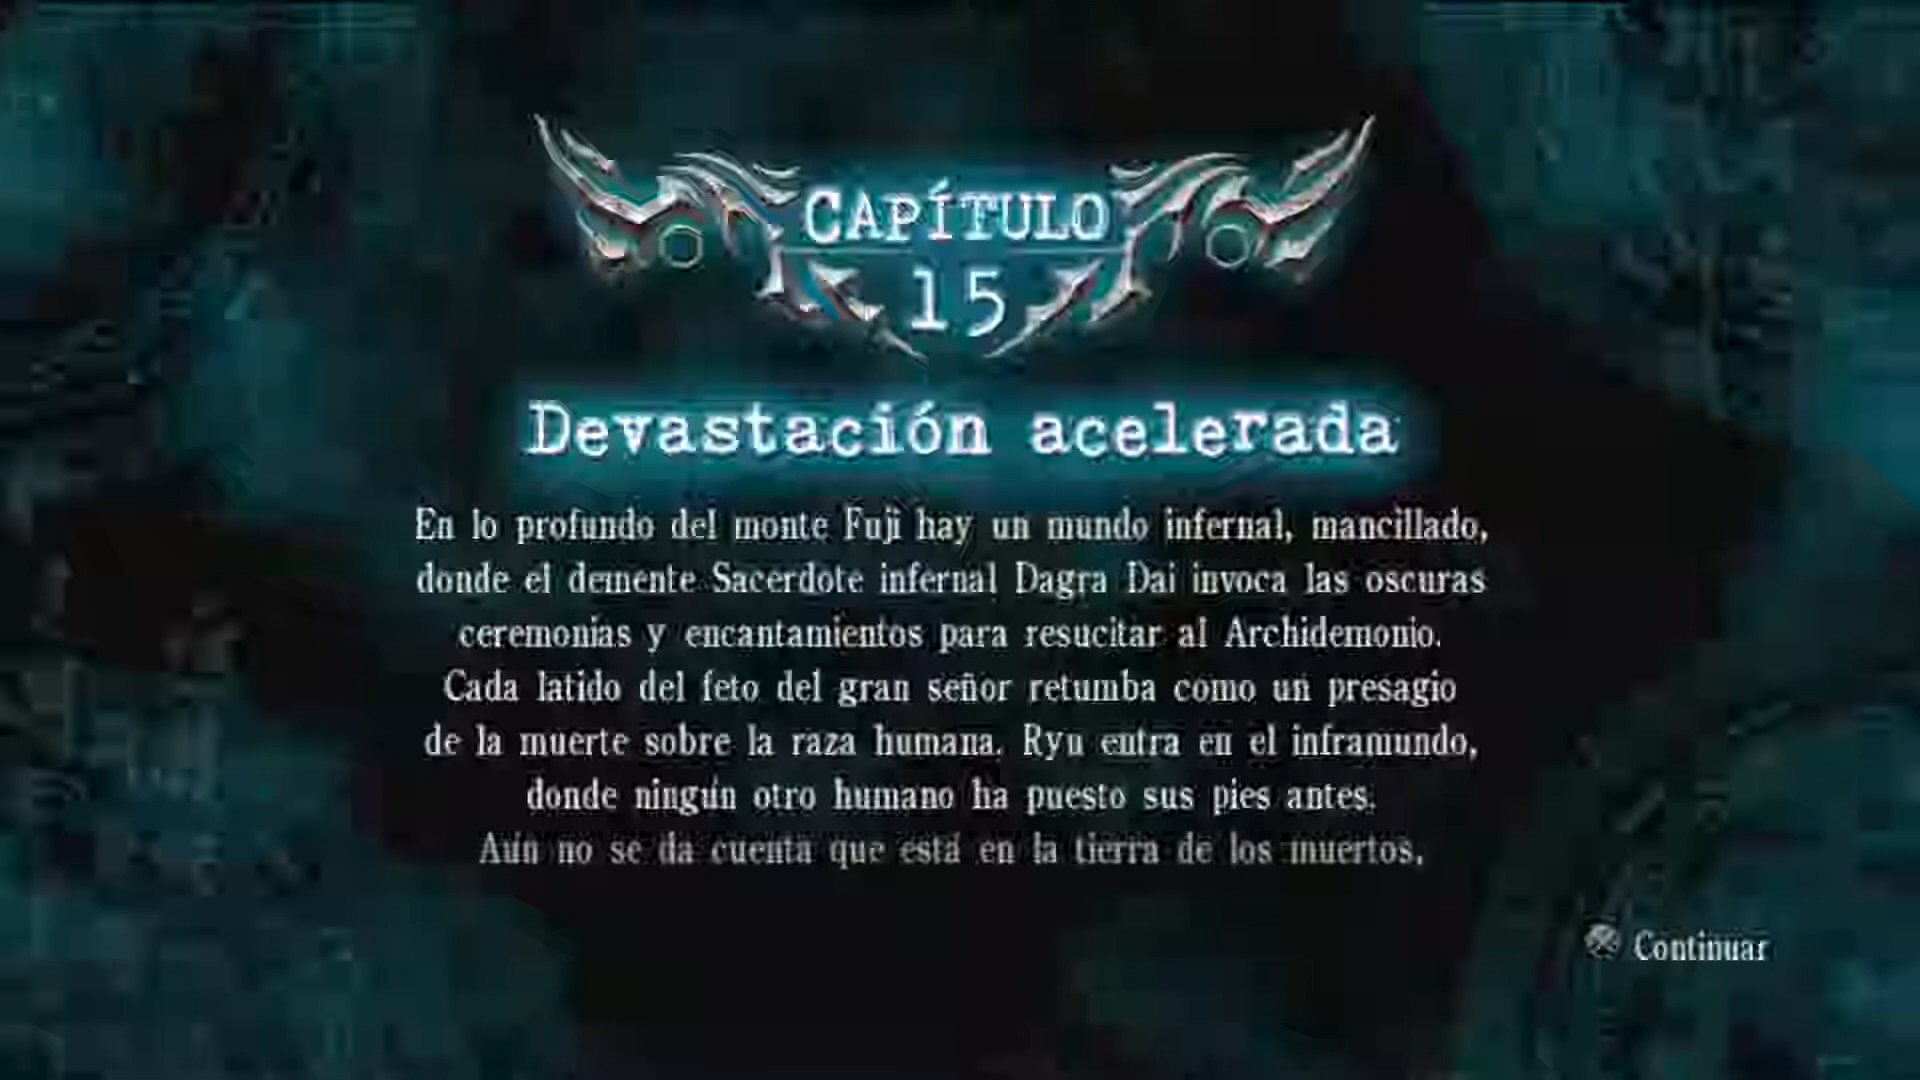 CAPÍTULO
15
Devastación acelerada
En lo profundo del monte Fuji hay un mundo infernal, mancillado,
donde el demente Sacerdote infernal Dagra Dai invoca las oscuras
ceremonias y encantamientos para resucitar al Archidemonio.
Cada latido del feto del gran señor retumba como un presagio
de la muerte sobre la raza humana. Ryu entra en el inframundo,
donde ningún otro humano ha puesto sus pies antes.
Aún no se da cuenta que está en la tierra de los muertos.
Continuar